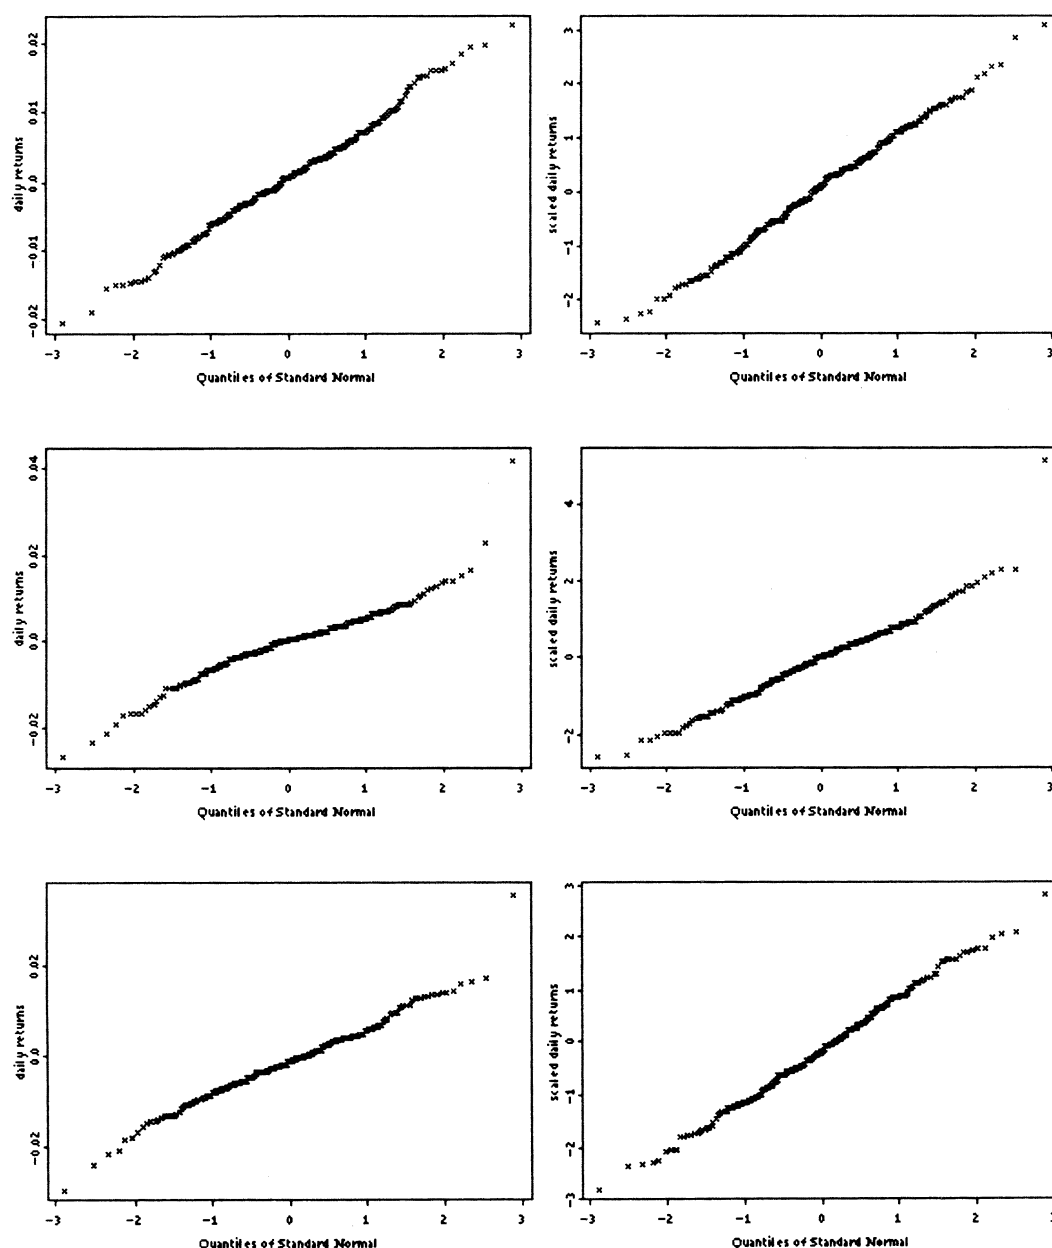 0.02
0.01
0.0
-0.01
-0.02
daily returns
-3 -2 -1 0 1 2 3
Quantiles of Standard Normal
3
2
1
0
-1
-2
scaled daily returns
-3 -2 -1 0 1 2 3
Quantiles of Standard Normal
0.04
0.02
0.0
-0.02
daily returns
-3 -2 -1 0 1 2 3
Quantiles of Standard Normal
4
2
0
-2
scaled daily returns
-3 -2 -1 0 1 2 3
Quantiles of Standard Normal
0.02
0.0
-0.02
daily returns
-3 -2 -1 0 1 2 3
Quantiles of Standard Normal
3
2
1
0
-1
-2
-3
scaled daily returns
-3 -2 -1 0 1 2 3
Quantiles of Standard Normal